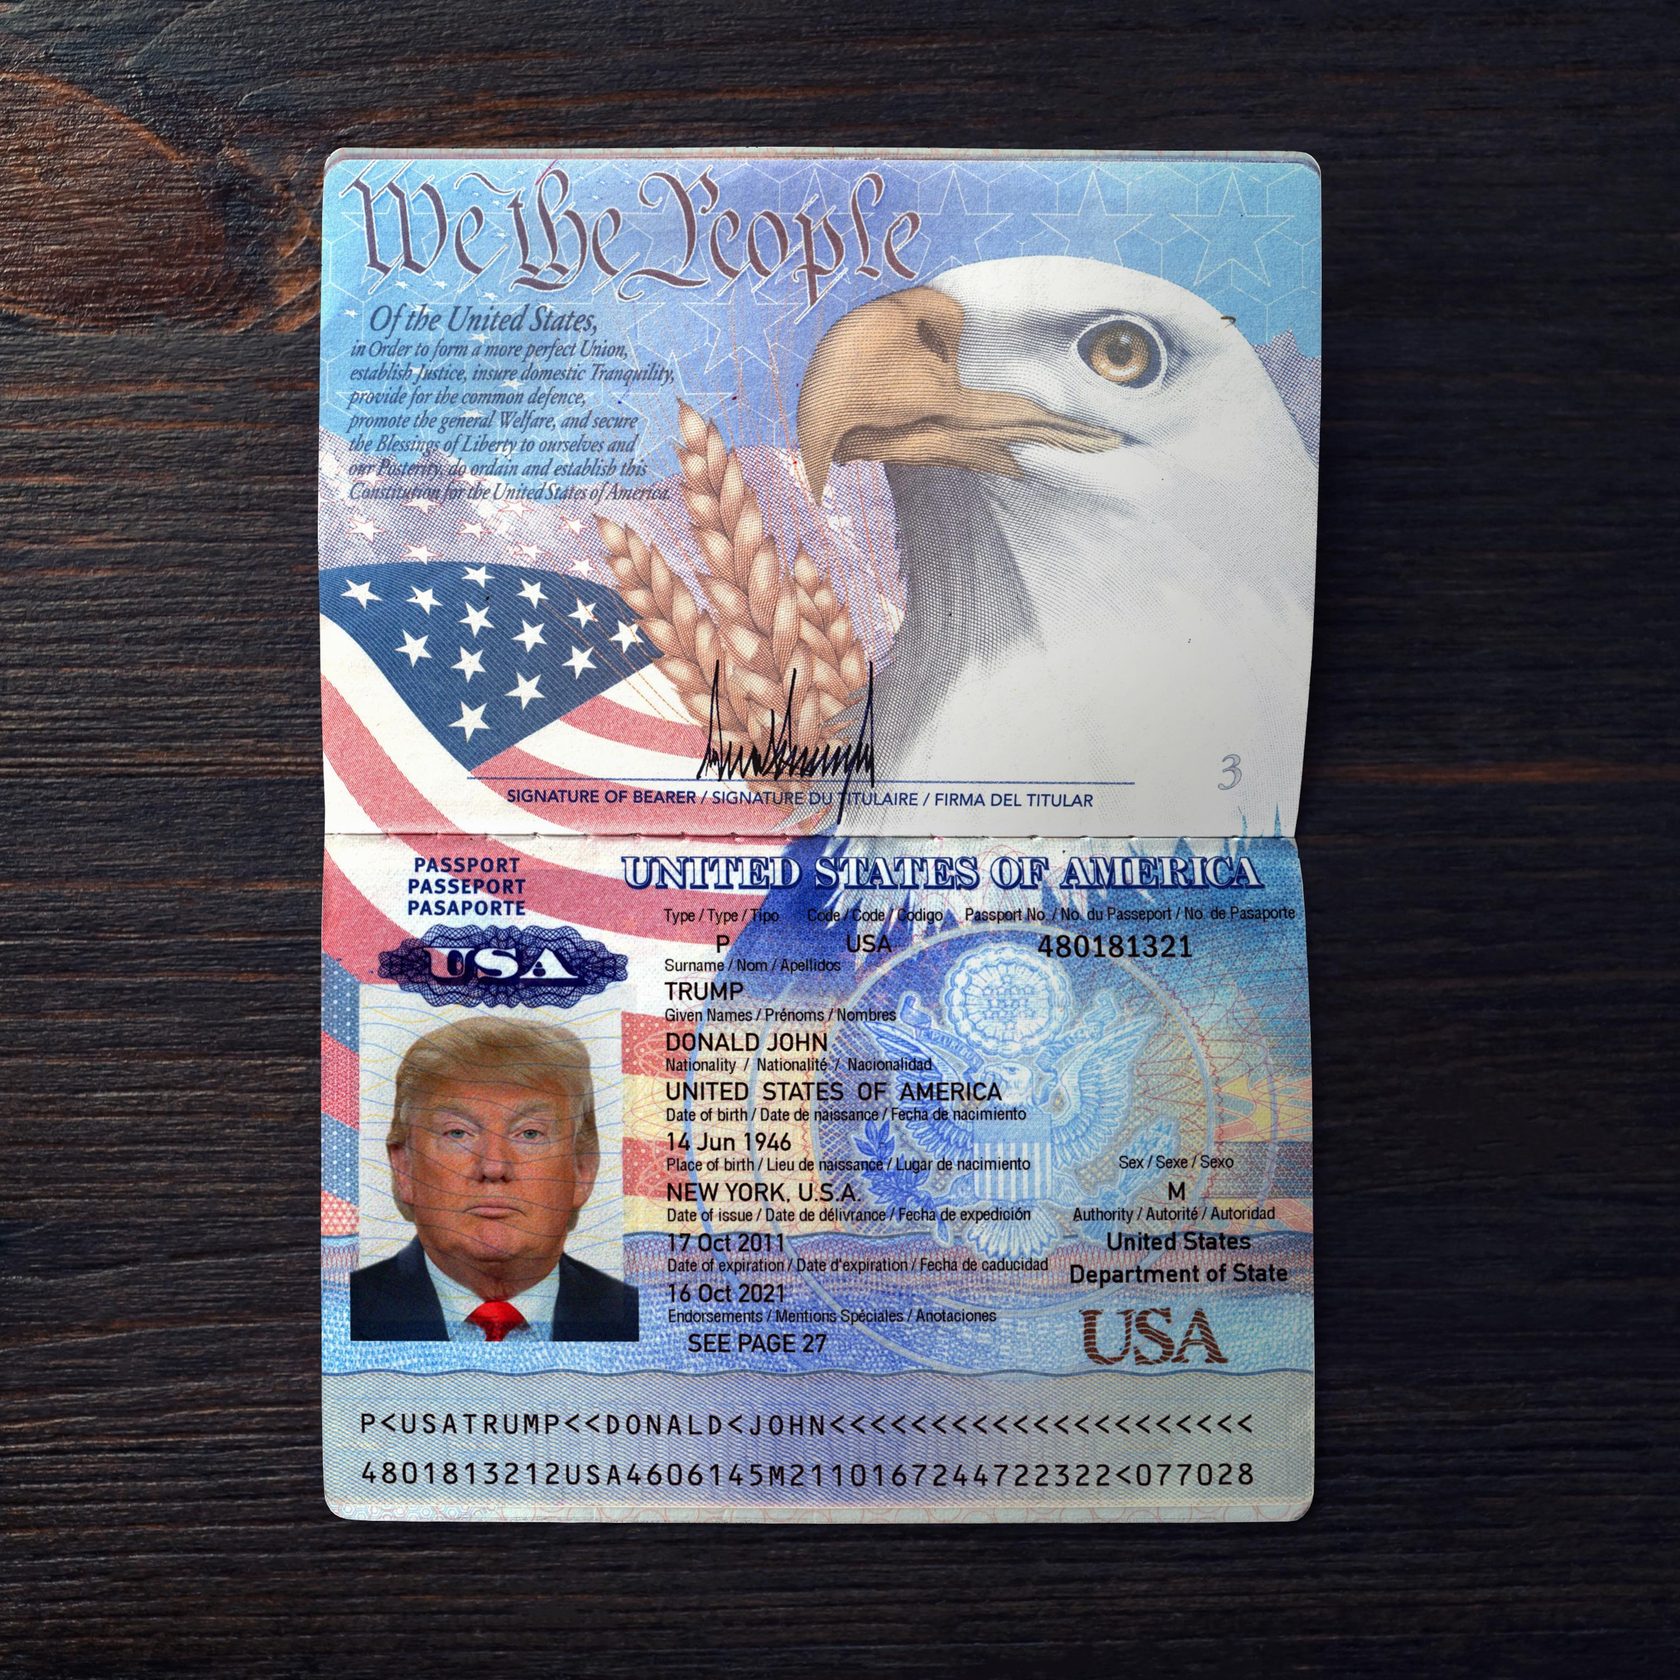 We the People
Of the United States,
in Order to form a more perfect Union,
establish Justice, insure domestic Tranquility,
provide for the common defence,
promote the general Welfare, and secure
the Blessings of Liberty to ourselves and
our Posterity, do ordain and establish this
Constitution for the United States of America.
SIGNATURE OF BEARER / SIGNATURE DU TITULAIRE / FIRMA DEL TITULAR
3
PASSPORT
PASSEPORT
PASAPORTE
USA
UNITED STATES OF AMERICA
Type / Type / Tipo Code / Code / Codigo Passport No. / No. du Passeport / No. de Pasaporte
P USA 480181321
Surname / Nom / Apellidos
TRUMP
Given Names / Prénoms / Nombres
DONALD JOHN
Nationality / Nationalité / Nacionalidad
UNITED STATES OF AMERICA
Date of birth / Date de naissance / Fecha de nacimiento
14 Jun 1946
Place of birth / Lieu de naissance / Lugar de nacimiento Sex / Sexe / Sexo
NEW YORK, U.S.A. M
Date of issue / Date de délivrance / Fecha de expedición Authority / Autorité / Autoridad
17 Oct 2011 United States
Date of expiration / Date d'expiration / Fecha de caducidad Department of State
16 Oct 2021
Endorsements / Mentions Spéciales / Anotaciones
SEE PAGE 27 USA
P<USATRUMP<<DONALD<JOHN<<<<<<<<<<<<<<<<<<<<<
4801813212USA4606145M2110167244722322<077028